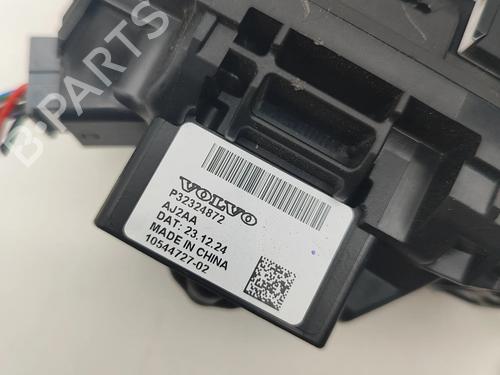 B-PARTS
VOLVO
P32324872
AJ2AA
DAT: 23.12.24
MADE IN CHINA
10544727-02